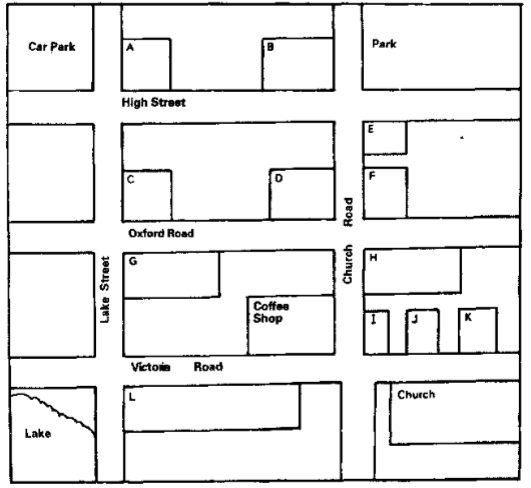 Car Park
A
B
Park
High Street
E
C
D
F
Oxford Road
Lake Street
Church Road
G
H
Coffee
Shop
I
J
K
Victoria Road
L
Church
Lake